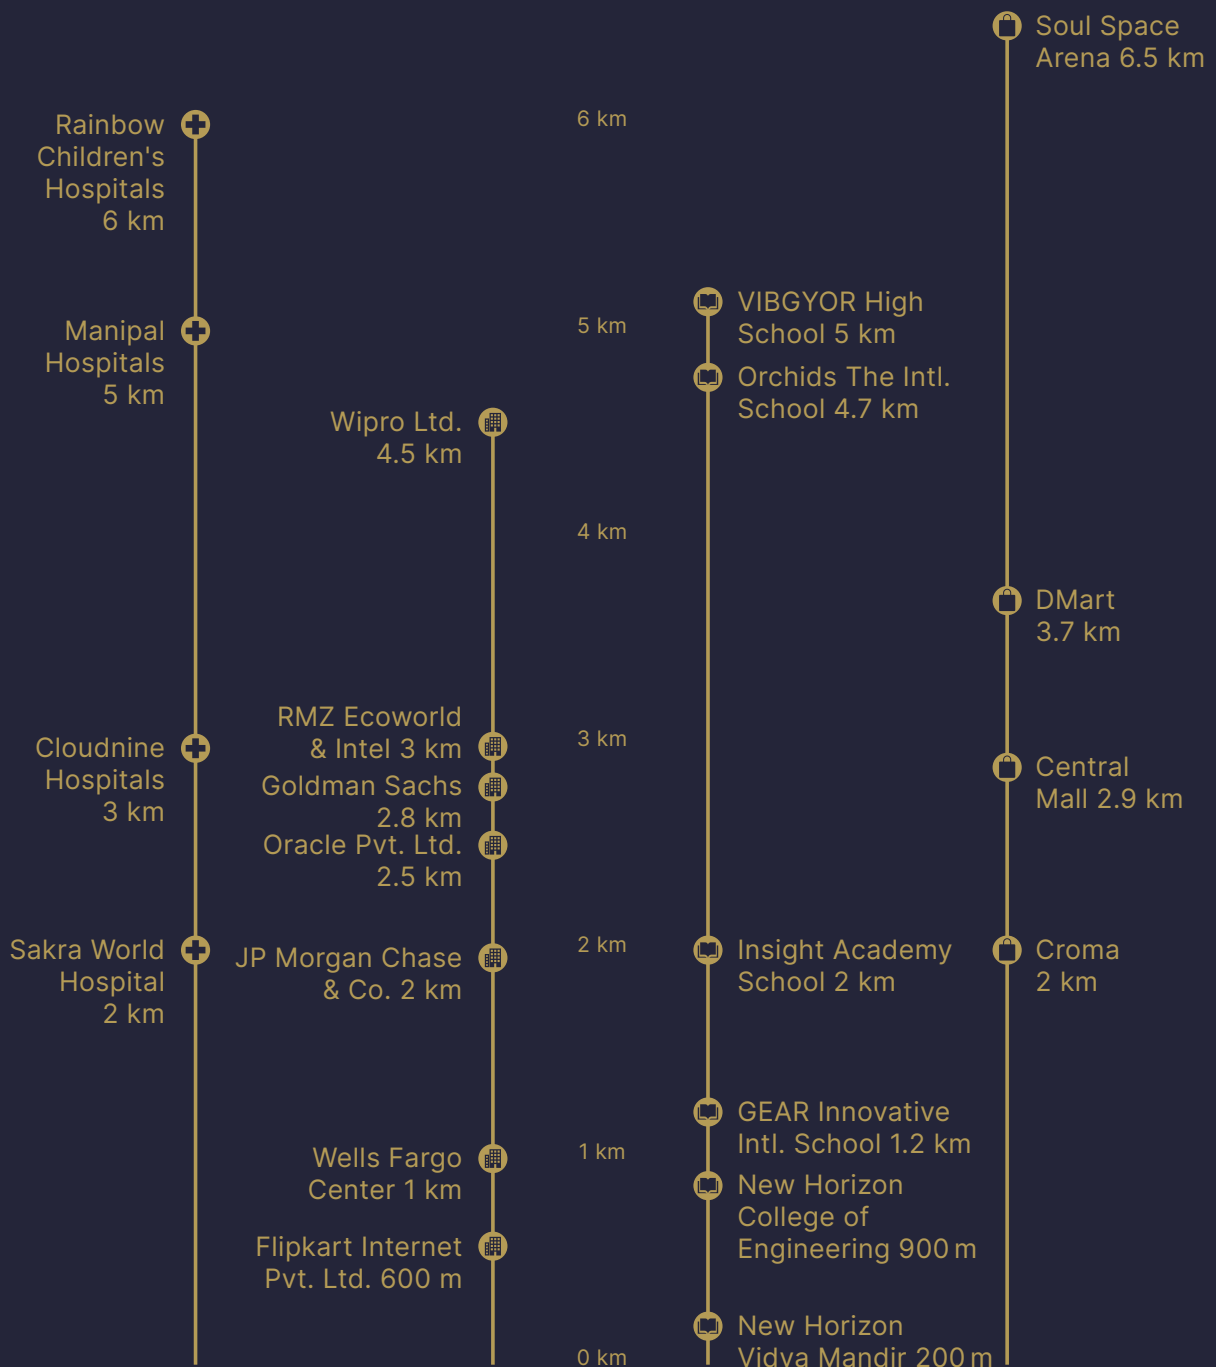 Rainbow
Children's
Hospitals
6 km
Manipal
Hospitals
5 km
Cloudnine
Hospitals
3 km
Sakra World
Hospital
2 km
Wipro Ltd.
4.5 km
RMZ Ecoworld
& Intel 3 km
Goldman Sachs
2.8 km
Oracle Pvt. Ltd.
2.5 km
JP Morgan Chase
& Co. 2 km
Wells Fargo
Center 1 km
Flipkart Internet
Pvt. Ltd. 600 m
6 km
5 km
4 km
3 km
2 km
1 km
0 km
VIBGYOR High
School 5 km
Orchids The Intl.
School 4.7 km
Insight Academy
School 2 km
GEAR Innovative
Intl. School 1.2 km
New Horizon
College of
Engineering 900 m
New Horizon
Vidya Mandir 200 m
Soul Space
Arena 6.5 km
DMart
3.7 km
Central
Mall 2.9 km
Croma
2 km